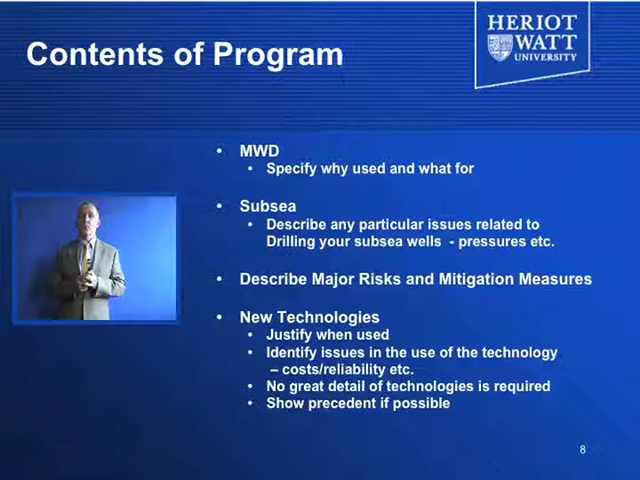 Contents of Program
HERIOT
WATT
UNIVERSITY
• MWD
• Specify why used and what for
• Subsea
• Describe any particular issues related to
Drilling your subsea wells - pressures etc.
• Describe Major Risks and Mitigation Measures
• New Technologies
• Justify when used
• Identify issues in the use of the technology
– costs/reliability etc.
• No great detail of technologies is required
• Show precedent if possible
8